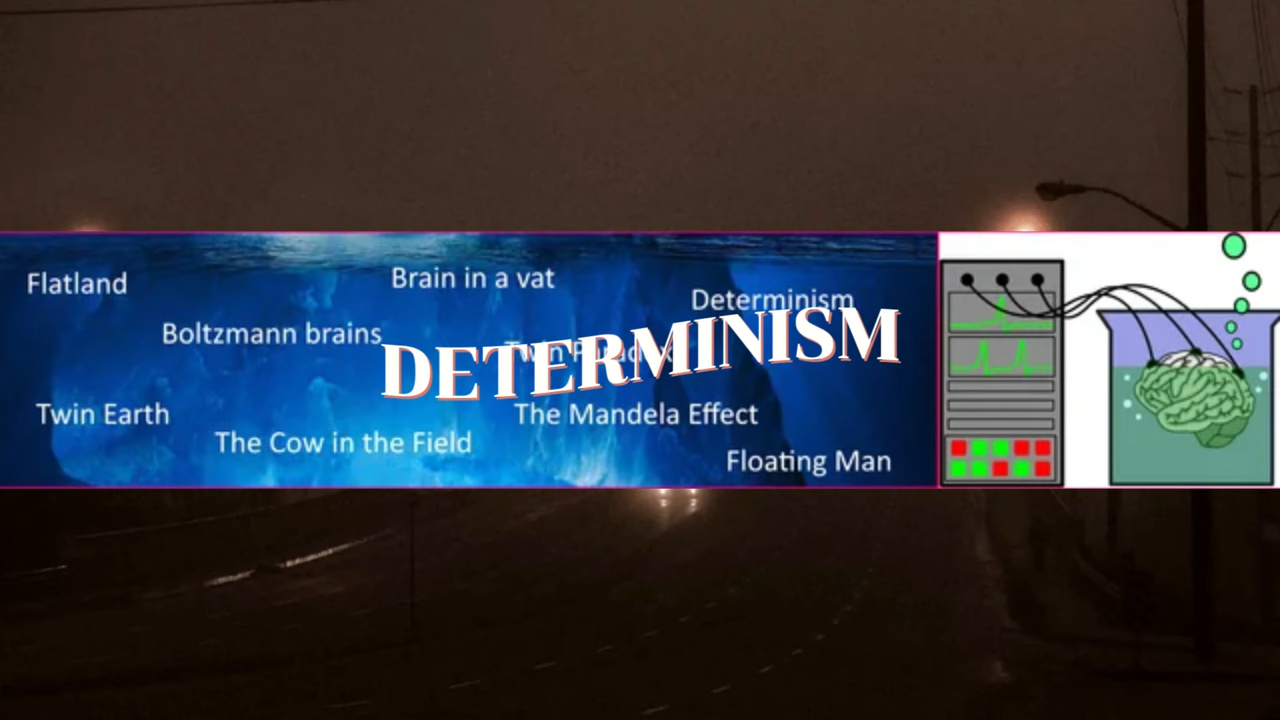 Flatland
Brain in a vat
Determinism
Boltzmann brains
DETERMINISM
Twin Earth
The Mandela Effect
The Cow in the Field
Floating Man